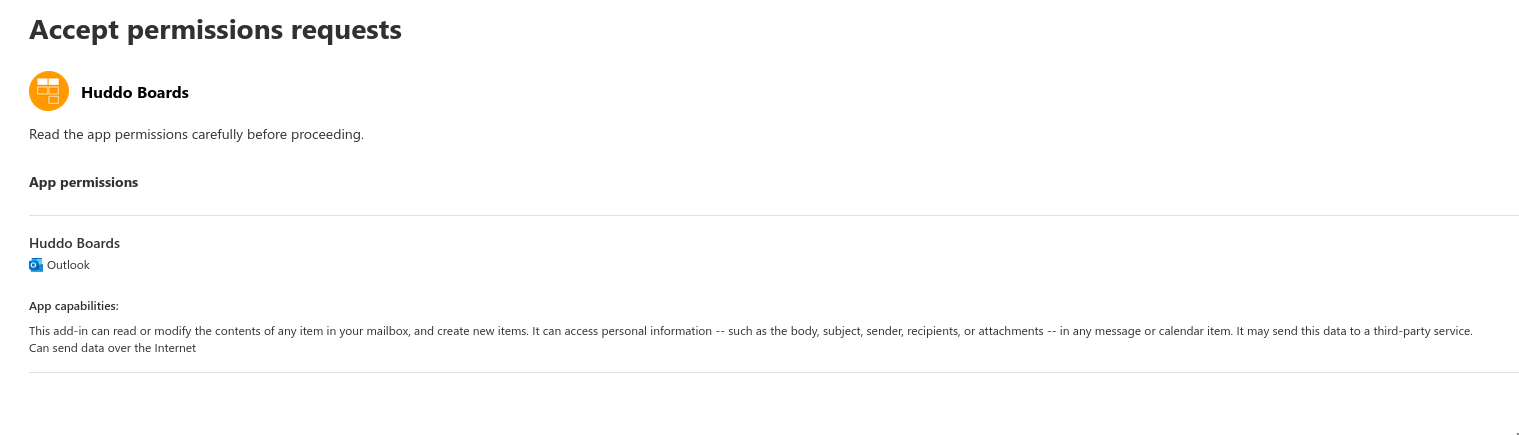 Accept permissions requests
Huddo Boards
Read the app permissions carefully before proceeding.
App permissions
Huddo Boards
Outlook
App capabilities:
This add-in can read or modify the contents of any item in your mailbox, and create new items. It can access personal information -- such as the body, subject, sender, recipients, or attachments -- in any message or calendar item. It may send this data to a third-party service.
Can send data over the Internet